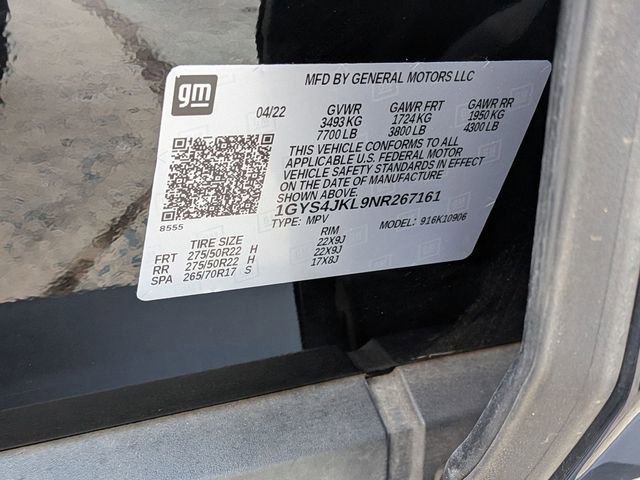 gm
MFD BY GENERAL MOTORS LLC
04/22 GVWR GAWR FRT GAWR RR
3493 KG 1724 KG 1950 KG
7700 LB 3800 LB 4300 LB
THIS VEHICLE CONFORMS TO ALL
APPLICABLE U.S. FEDERAL MOTOR
VEHICLE SAFETY STANDARDS IN EFFECT
ON THE DATE OF MANUFACTURE
SHOWN ABOVE.
8555
1GYS4JKL9NR267161
TYPE: MPV MODEL: 916K10906
TIRE SIZE RIM
FRT 275/50R22 H 22X9J
RR 275/50R22 H 22X9J
SPA 265/70R17 S 17X8J